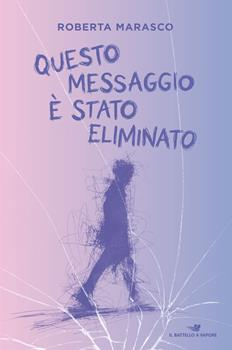 ROBERTA MARASCO
QUESTO
MESSAGGIO
È STATO
ELIMINATO
IL BATTELLO A VAPORE